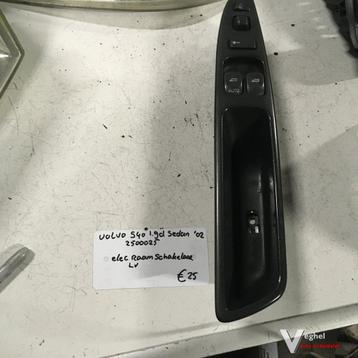 VOLVO S40 1.9d Sedan '02
2500025
elec Raam Schakelaar
LV
€ 25
Veghel